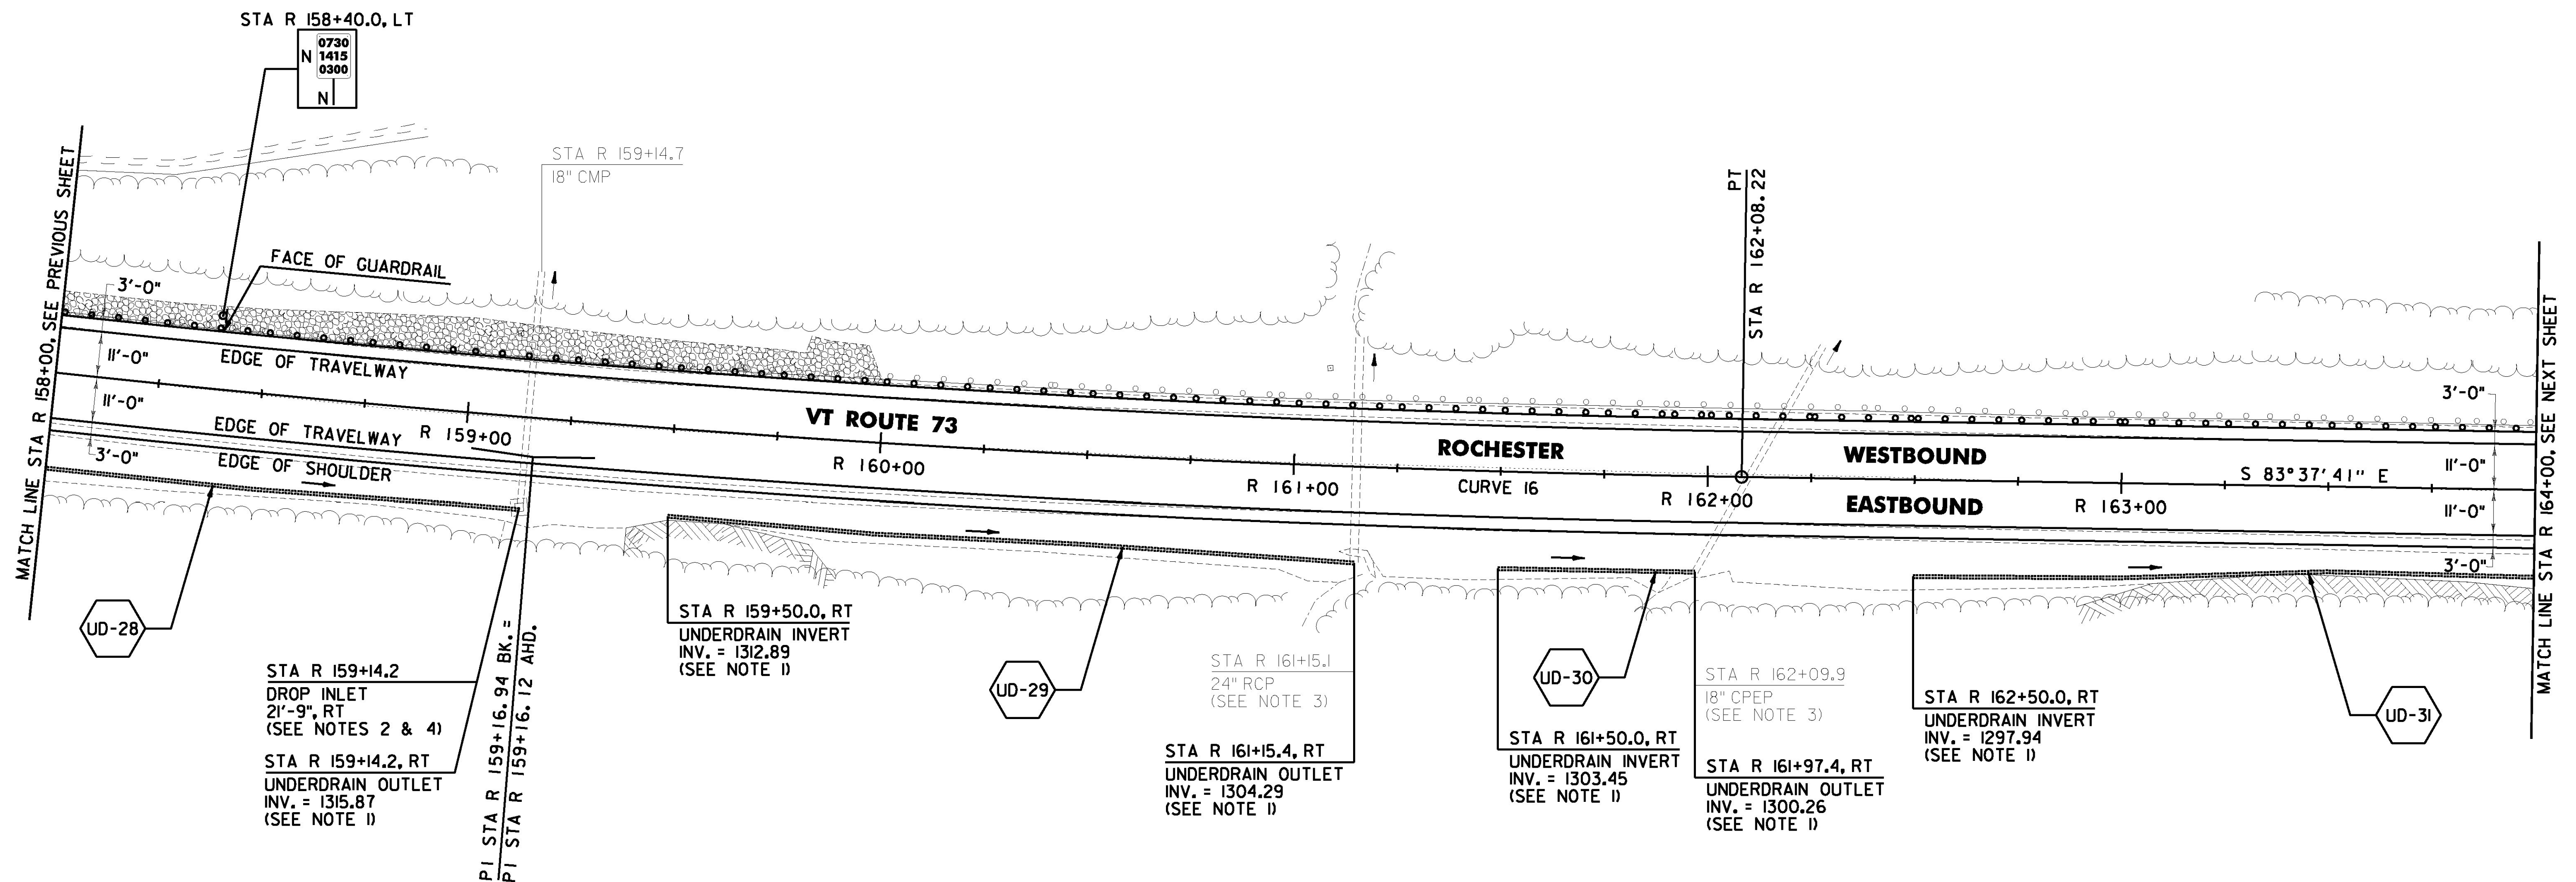 STA R 158+40.0, LT
N
0730
1415
0300
N
MATCH LINE STA R 158+00, SEE PREVIOUS SHEET
STA R 159+14.7
18" CMP
FACE OF GUARDRAIL
3'-0"
11'-0"
EDGE OF TRAVELWAY
11'-0"
EDGE OF TRAVELWAY
R 159+00
3'-0"
EDGE OF SHOULDER
VT ROUTE 73
R 160+00
R 161+00
ROCHESTER
CURVE 16
PT
STA R 162+08.22
R 162+00
WESTBOUND
EASTBOUND
R 163+00
S 83°37'41" E
3'-0"
11'-0"
11'-0"
3'-0"
MATCH LINE STA R 164+00, SEE NEXT SHEET
UD-28
STA R 159+14.2
DROP INLET
21'-9", RT
(SEE NOTES 2 & 4)
STA R 159+14.2, RT
UNDERDRAIN OUTLET
INV. = 1315.87
(SEE NOTE 1)
PI STA R 159+16.94 BK. =
PI STA R 159+16.12 AHD.
STA R 159+50.0, RT
UNDERDRAIN INVERT
INV. = 1312.89
(SEE NOTE 1)
UD-29
STA R 161+15.1
24" RCP
(SEE NOTE 3)
STA R 161+15.4, RT
UNDERDRAIN OUTLET
INV. = 1304.29
(SEE NOTE 1)
UD-30
STA R 161+50.0, RT
UNDERDRAIN INVERT
INV. = 1303.45
(SEE NOTE 1)
STA R 162+09.9
18" CPEP
(SEE NOTE 3)
STA R 161+97.4, RT
UNDERDRAIN OUTLET
INV. = 1300.26
(SEE NOTE 1)
STA R 162+50.0, RT
UNDERDRAIN INVERT
INV. = 1297.94
(SEE NOTE 1)
UD-31